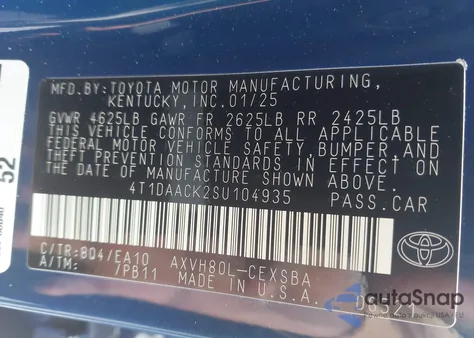 MFD.BY: TOYOTA MOTOR MANUFACTURING,
KENTUCKY, INC. 01/25
GVWR 4625LB GAWR FR 2625LB RR 2425LB
THIS VEHICLE CONFORMS TO ALL APPLICABLE
FEDERAL MOTOR VEHICLE SAFETY, BUMPER AND
THEFT PREVENTION STANDARDS IN EFFECT ON
THE DATE OF MANUFACTURE SHOWN ABOVE.
4T1DAACK2SU104935 PASS.CAR
C/TR:8Q4/EA10 AXVH80L-CEXSBA
A/TM: 7PB11 MADE IN U.S.A.
TOYOTA
52
autoSnap